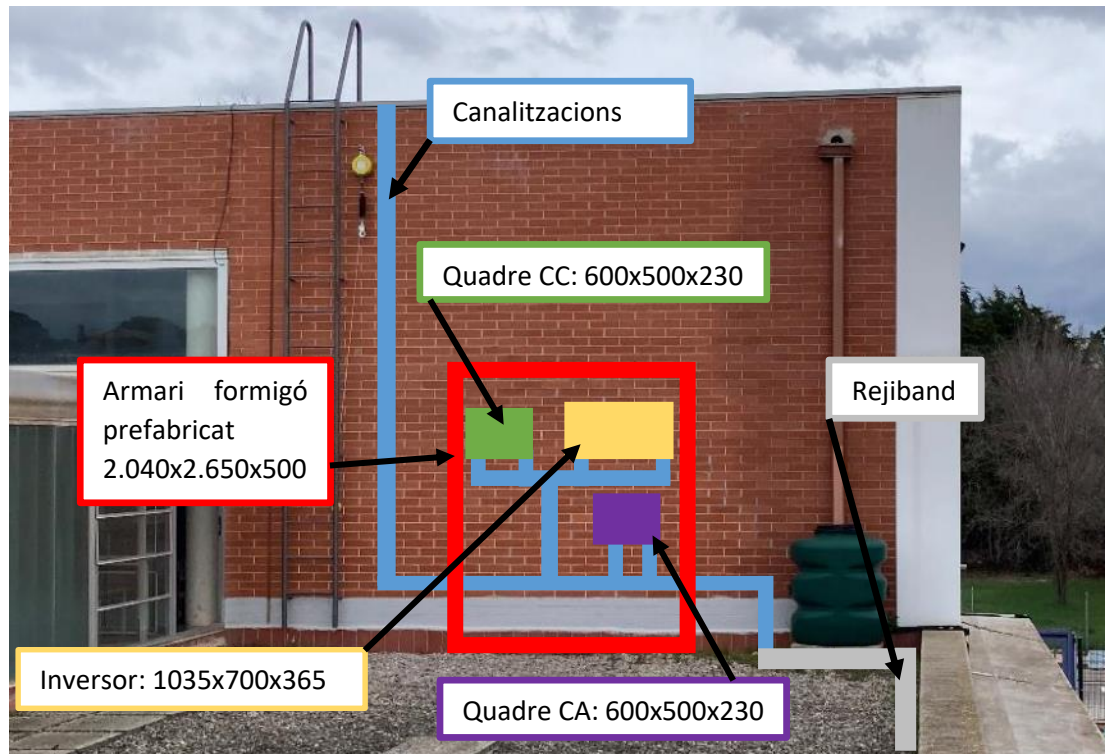 Canalitzacions
Quadre CC: 600x500x230
Armari formigó
prefabricat
2.040x2.650x500
Rejiband
Inversor: 1035x700x365
Quadre CA: 600x500x230